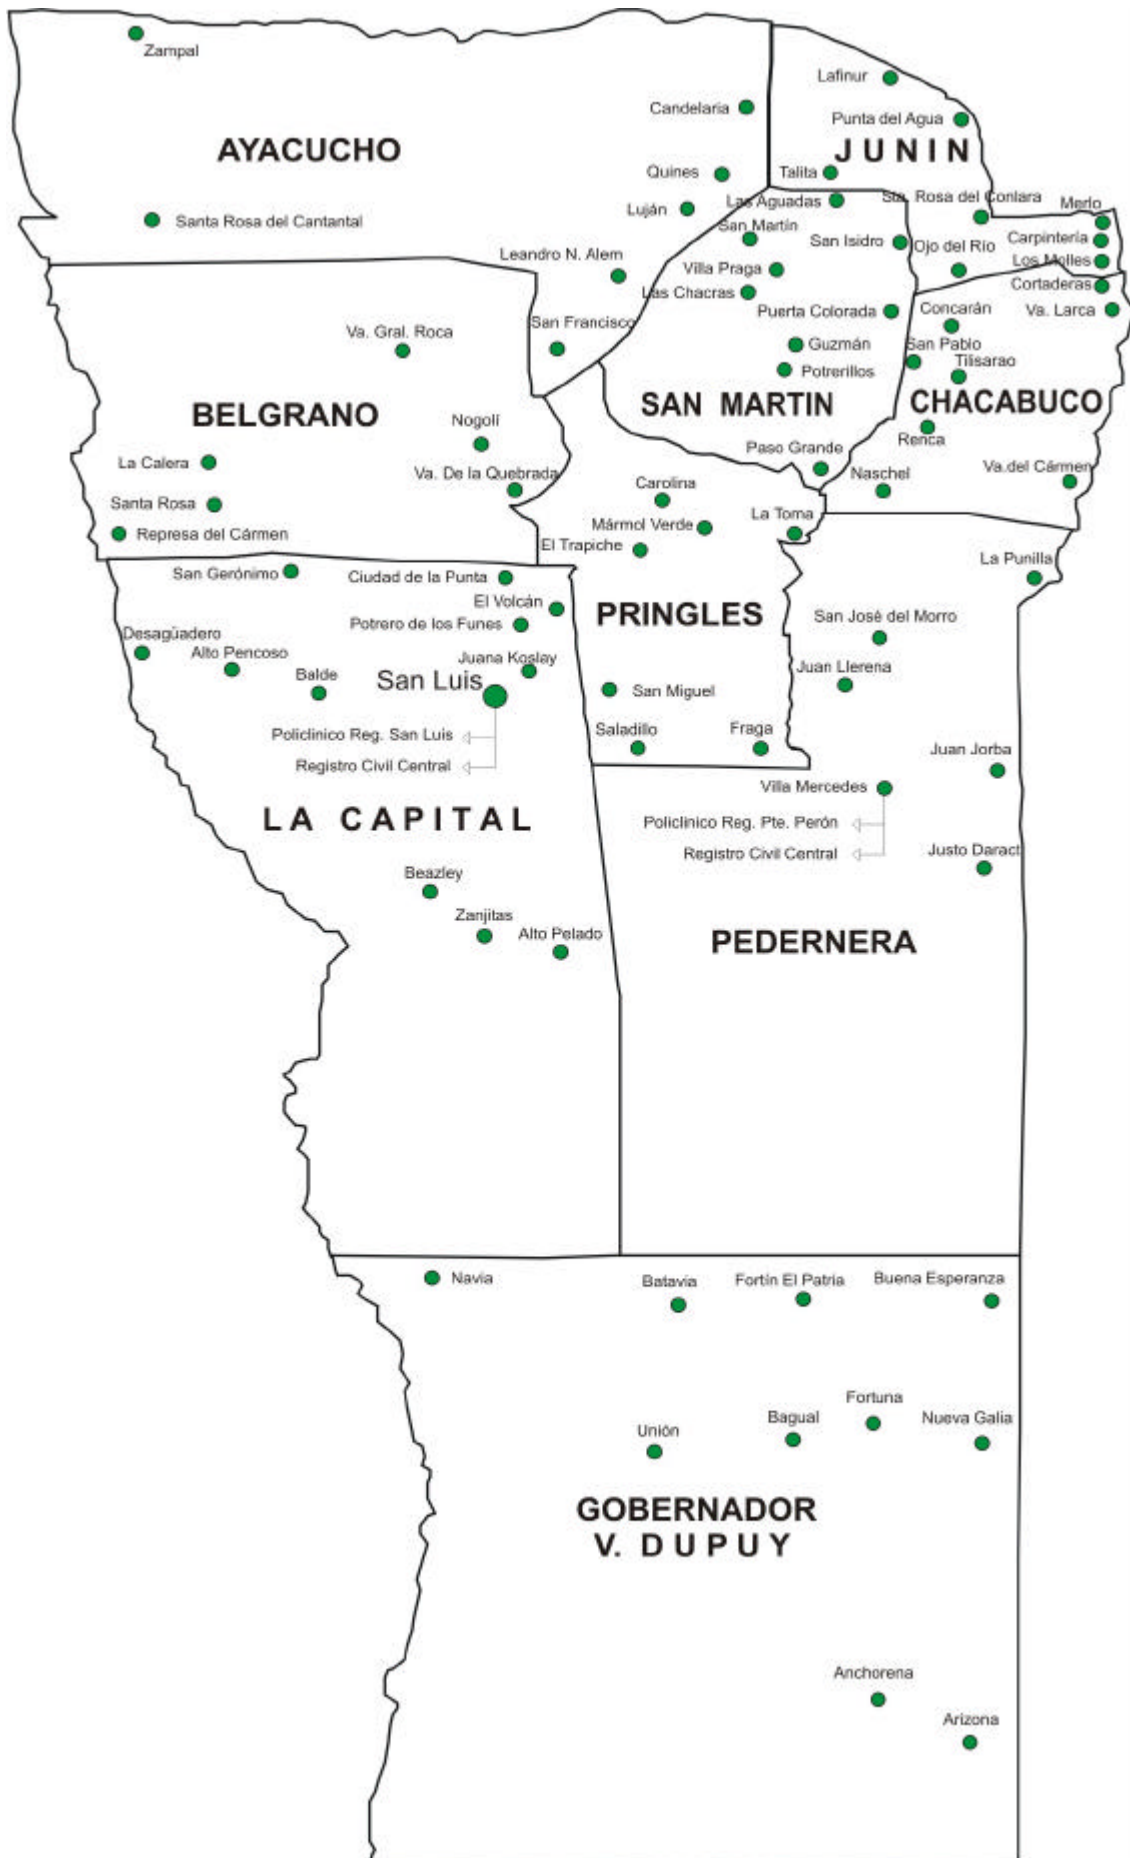 Zampal
Lafinur
Candelaria
Punta del Agua
AYACUCHO
JUNIN
Quines
Talita
Las Aguadas
Sta. Rosa del Conlara
Merlo
Luján
Santa Rosa del Cantantal
San Martín
San Isidro
Ojo del Río
Carpintería
Leandro N. Alem
Villa Praga
Los Molles
Las Chacras
Cortaderas
Puerta Colorada
Concarán
Va. Larca
San Francisco
Va. Gral. Roca
Guzmán
San Pablo
Tilisarao
Potrerillos
BELGRANO
SAN MARTIN
CHACABUCO
Nogolí
Renca
La Calera
Paso Grande
Va. De la Quebrada
Naschel
Va.del Cármen
Carolina
Santa Rosa
Mármol Verde
La Toma
Represa del Cármen
El Trapiche
La Punilla
San Gerónimo
Ciudad de la Punta
El Volcán
PRINGLES
San José del Morro
Potrero de los Funes
Desagüadero
Alto Pencoso
Juana Koslay
Juan Llerena
Balde
San Luis
San Miguel
Policlínico Reg. San Luis
Saladillo
Fraga
Juan Jorba
Registro Civil Central
Villa Mercedes
LA CAPITAL
Policlínico Reg. Pte. Perón
Registro Civil Central
Justo Daract
Beazley
Zanjitas
Alto Pelado
PEDERNERA
Navia
Batavia
Fortín El Patria
Buena Esperanza
Fortuna
Unión
Bagual
Nueva Galia
GOBERNADOR
V. DUPUY
Anchorena
Arizona